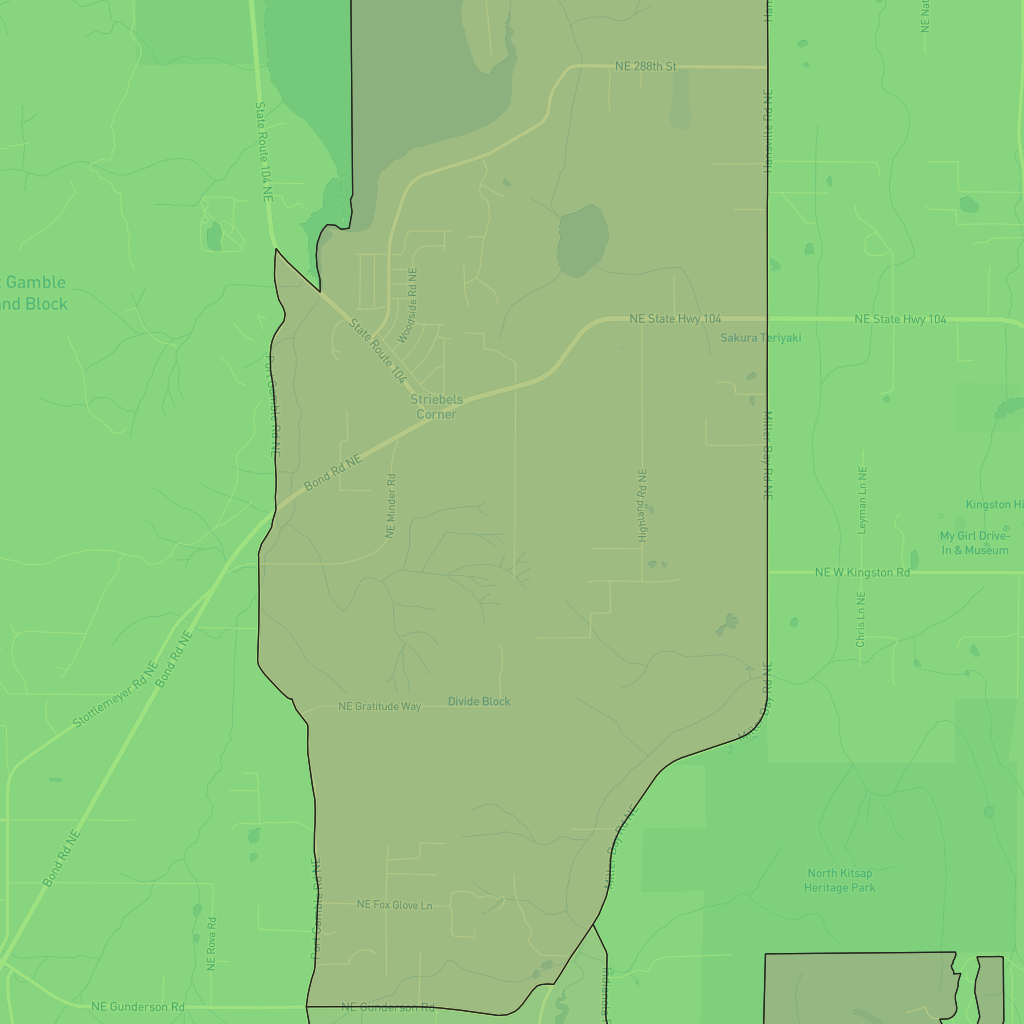 NE Nat
NE 288th St
State Route 104 NE
Hansville Rd NE
t Gamble
nd Block
Woodside Rd NE
State Route 104
NE State Hwy 104
NE State Hwy 104
Sakura Teriyaki
Striebels
Corner
Port Gamble Rd NE
Bond Rd NE
NE Minder Rd
Highland Rd NE
Miller Bay Rd NE
Leyman Ln NE
Kingston Hi
My Girl Drive-
In & Museum
NE W Kingston Rd
Chris Ln NE
Bond Rd NE
Stottlemeyer Rd NE
Divide Block
NE Gratitude Way
Miller Bay Rd NE
Bond Rd NE
Miller Bay Rd NE
North Kitsap
Heritage Park
Port Gamble Rd NE
NE Fox Glove Ln
NE Rova Rd
NE Gunderson Rd
NE Gunderson Rd